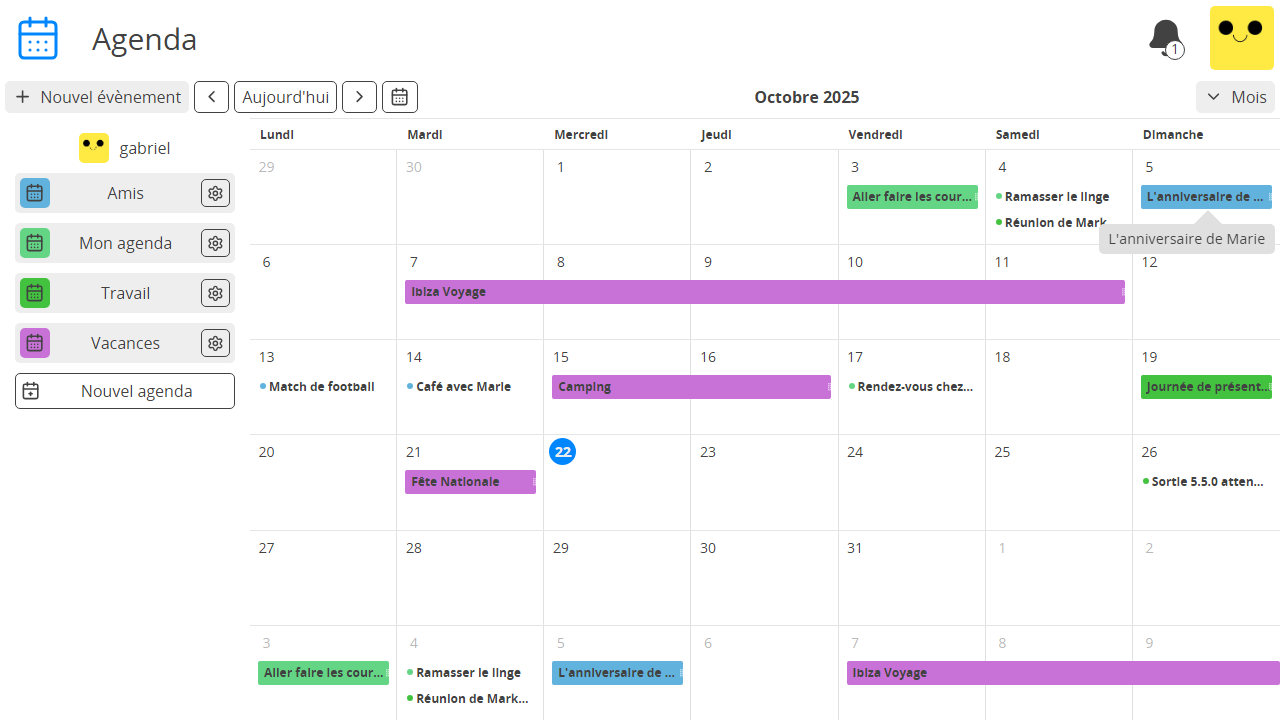 Agenda
1
Nouvel évènement
Aujourd'hui
Octobre 2025
Mois
gabriel
Amis
Mon agenda
Travail
Vacances
Nouvel agenda
Lundi Mardi Mercredi Jeudi Vendredi Samedi Dimanche
29 30 1 2 3 4 5
Aller faire les cour... Ramasser le linge L'anniversaire de ...
Réunion de Mark
L'anniversaire de Marie
6 7 8 9 10 11 12
Ibiza Voyage
13 14 15 16 17 18 19
Match de football Café avec Marie Camping Rendez-vous chez... Journée de présent...
20 21 22 23 24 25 26
Fête Nationale Sortie 5.5.0 atten...
27 28 29 30 31 1 2
3 4 5 6 7 8 9
Aller faire les cour... Ramasser le linge L'anniversaire de ... Ibiza Voyage
Réunion de Mark...